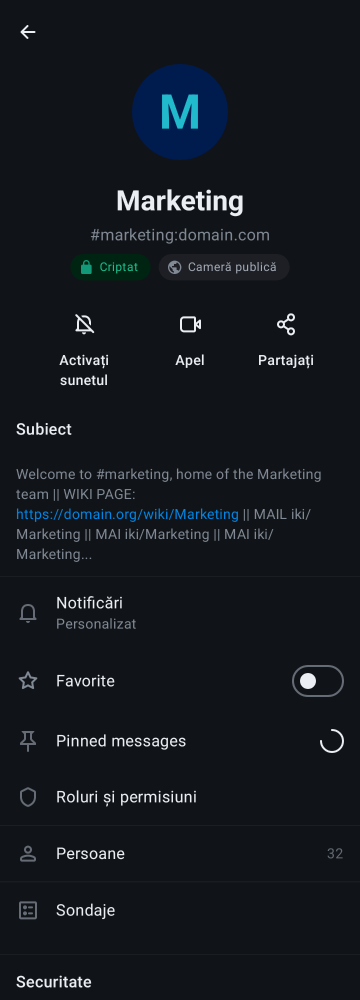 M
Marketing
#marketing:domain.com
Criptat
Cameră publică
Activați
sunetul
Apel
Partajați
Subiect
Welcome to #marketing, home of the Marketing
team || WIKI PAGE:
https://domain.org/wiki/Marketing || MAIL iki/
Marketing || MAI iki/Marketing || MAI iki/
Marketing...
Notificări
Personalizat
Favorite
Pinned messages
Roluri și permisiuni
Persoane
32
Sondaje
Securitate